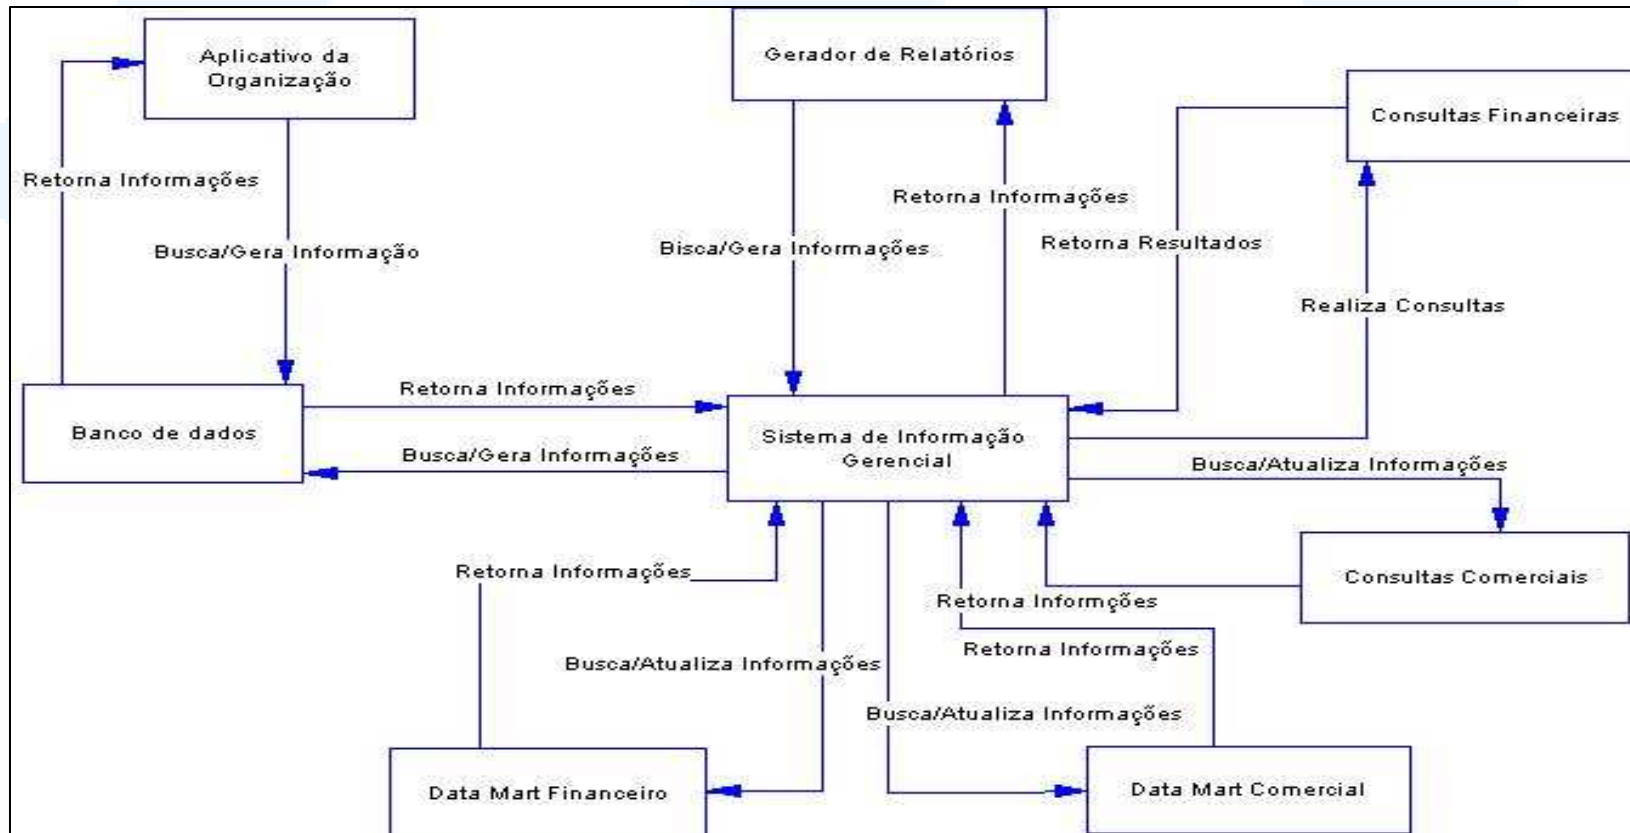 Aplicativo da
Organização
Gerador de Relatórios
Consultas Financeiras
Retorna Informações
Retorna Informações
Busca/Gera Informação
Bisca/Gera Informações
Retorna Resultados
Realiza Consultas
Retorna Informações
Banco de dados
Sistema de Informação
Gerencial
Busca/Gera Informações
Busca/Atualiza Informações
Retorna Informações
Consultas Comerciais
Retorna Informções
Retorna Informações
Busca/Atualiza Informações
Busca/Atualiza Informações
Data Mart Financeiro
Data Mart Comercial